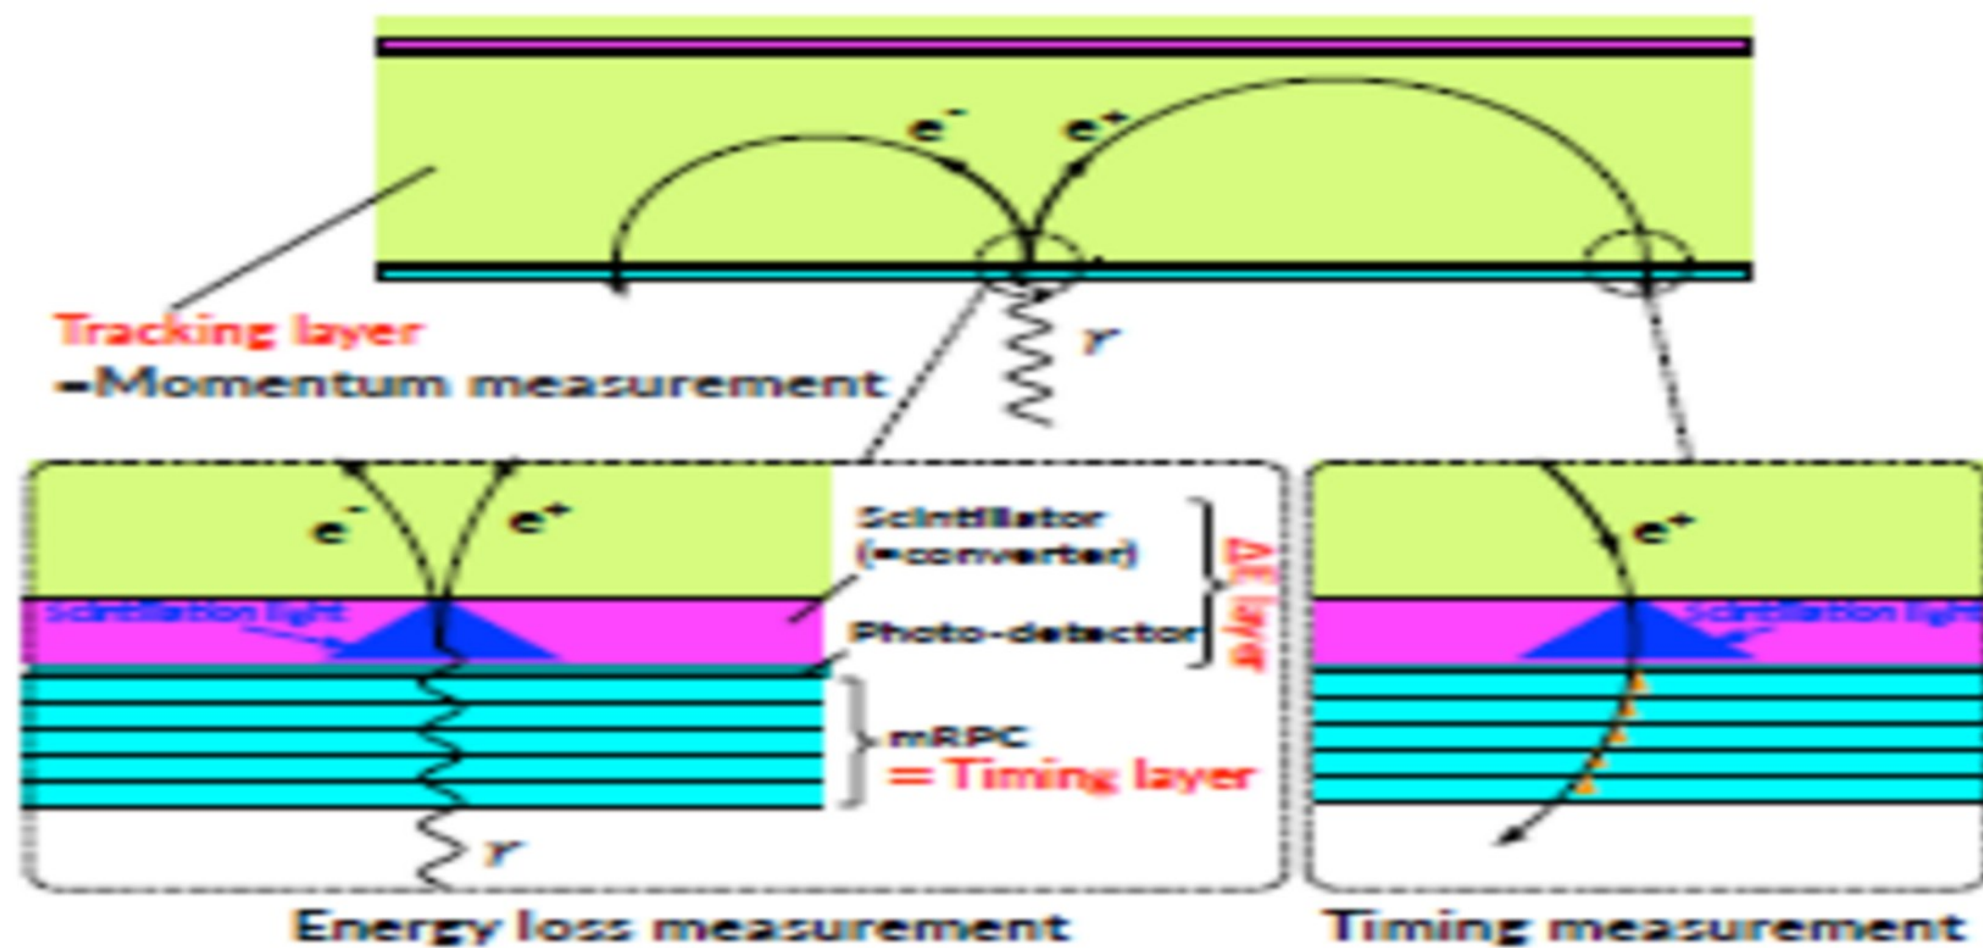 e⁻ e⁺
Tracking layer
–Momentum measurement
γ
e⁻ e⁺
Scintillator
(=converter)
Scintillation light
Photo-detector
ΔE layer
mRPC
= Timing layer
γ
Energy loss measurement
e⁺
Scintillation light
Timing measurement